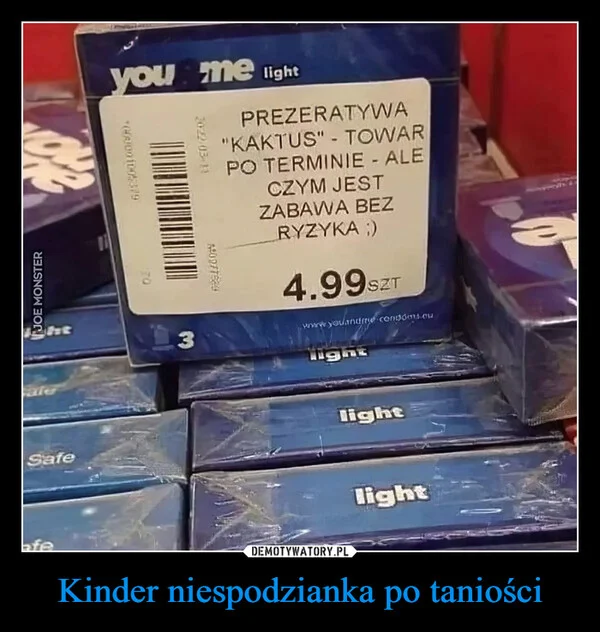 you me light
PREZERATYWA
"KAKTUS" - TOWAR
PO TERMINIE - ALE
CZYM JEST
ZABAWA BEZ
RYZYKA ;)
4.99SZT
www.youandme-condoms.eu
3
JOE MONSTER
light
light
Safe
light
DEMOTYWATORY.PL
Kinder niespodzianka po taniości